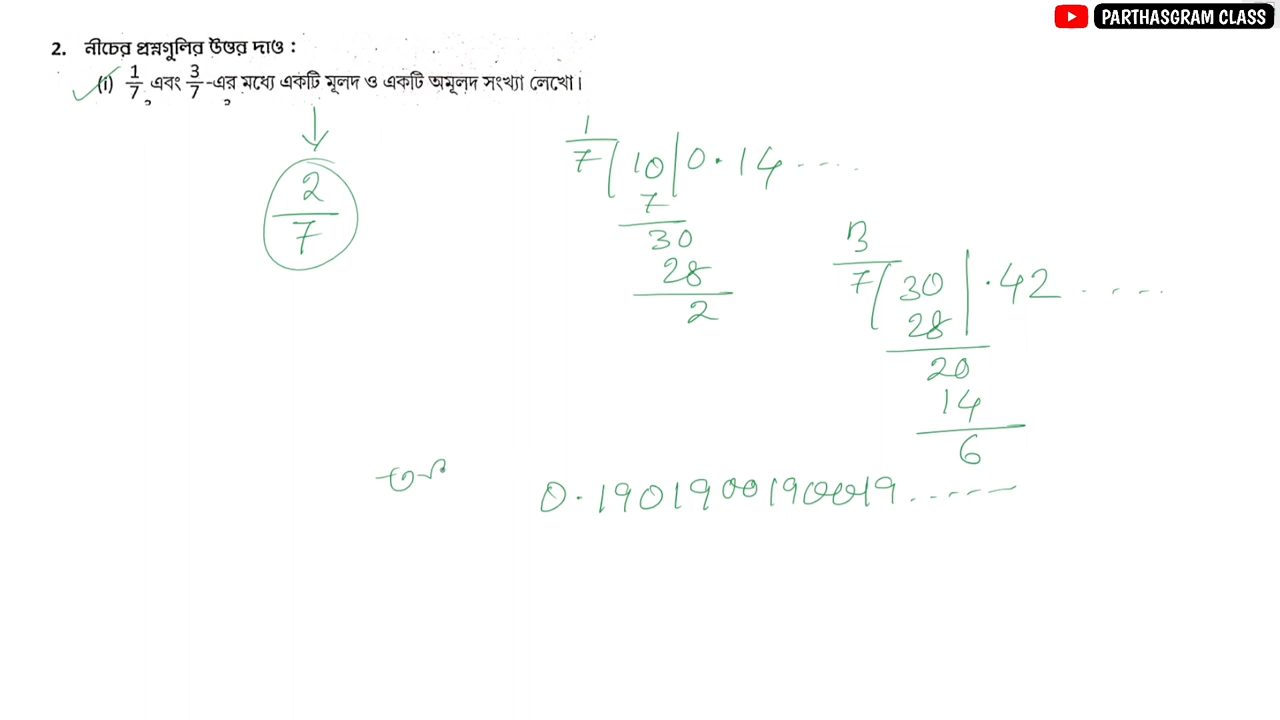 PARTHASGRAM CLASS
2. নীচের প্রশ্নগুলির উত্তর দাও :
(i) 1/7 এবং 3/7-এর মধ্যে একটি মূলদ ও একটি অমূলদ সংখ্যা লেখো।
2/7
1
7 ( 10 | 0.14 ....
7
30
28
2
3
7 ( 30 | .42 .....
28
20
14
6
0.19019001900019......